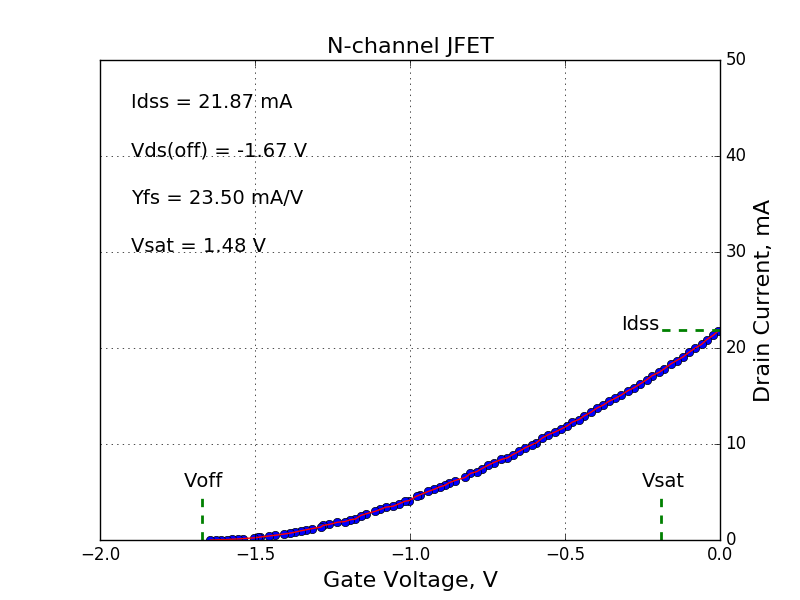 N-channel JFET
Idss = 21.87 mA
Vds(off) = -1.67 V
Yfs = 23.50 mA/V
Vsat = 1.48 V
Idss
Voff
Vsat
50
40
30
20
10
0
Drain Current, mA
−2.0 −1.5 −1.0 −0.5 0.0
Gate Voltage, V